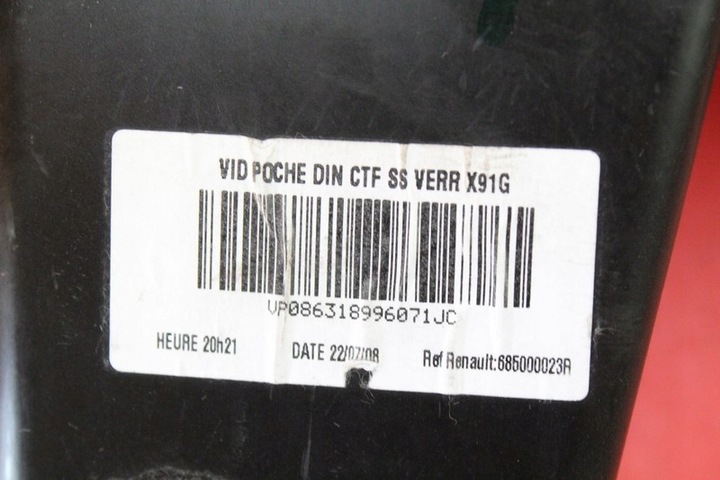 VID POCHE DIN CTF SS VERR X91G
VP086318996071JC
HEURE 20h21 DATE 22/07/08 Ref Renault:685000023R